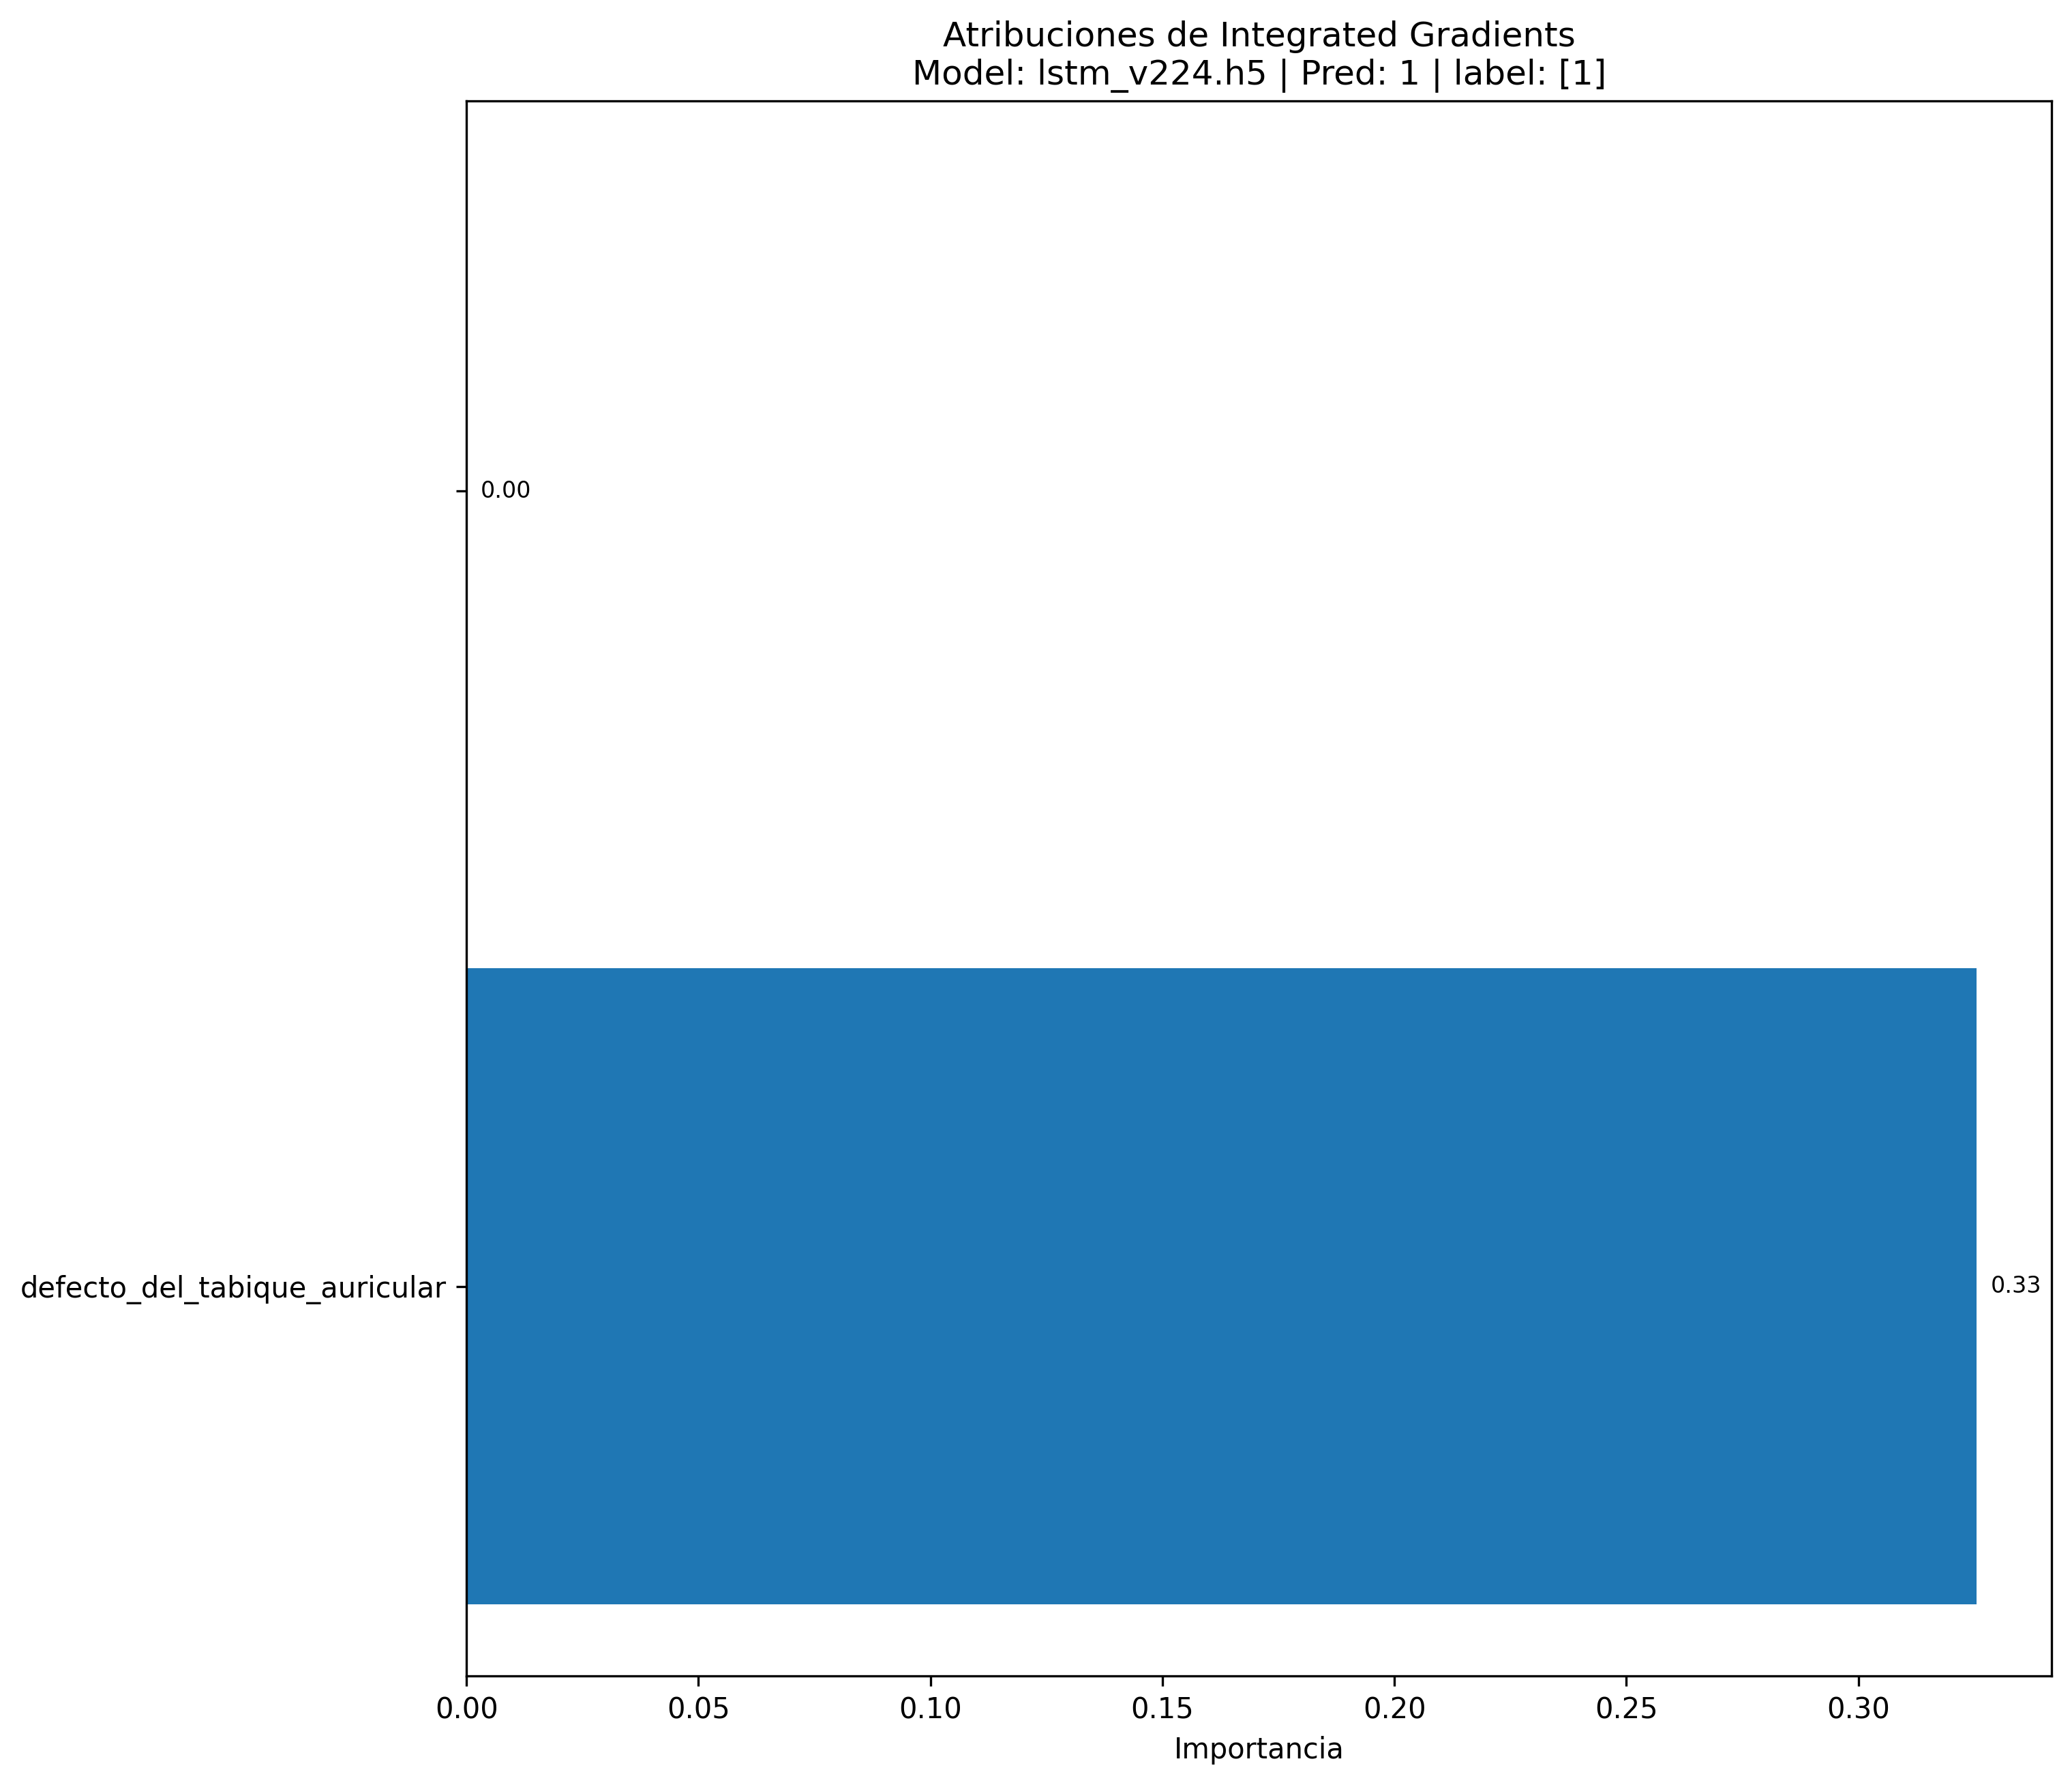 Atribuciones de Integrated Gradients
Model: lstm_v224.h5 | Pred: 1 | label: [1]
0.00
defecto_del_tabique_auricular
0.33
0.00 0.05 0.10 0.15 0.20 0.25 0.30
Importancia